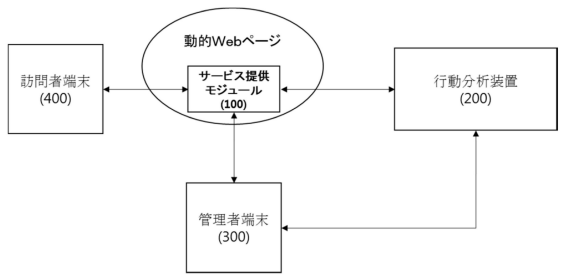 動的Webページ
訪問者端末
(400)
サービス提供
モジュール
(100)
行動分析装置
(200)
管理者端末
(300)